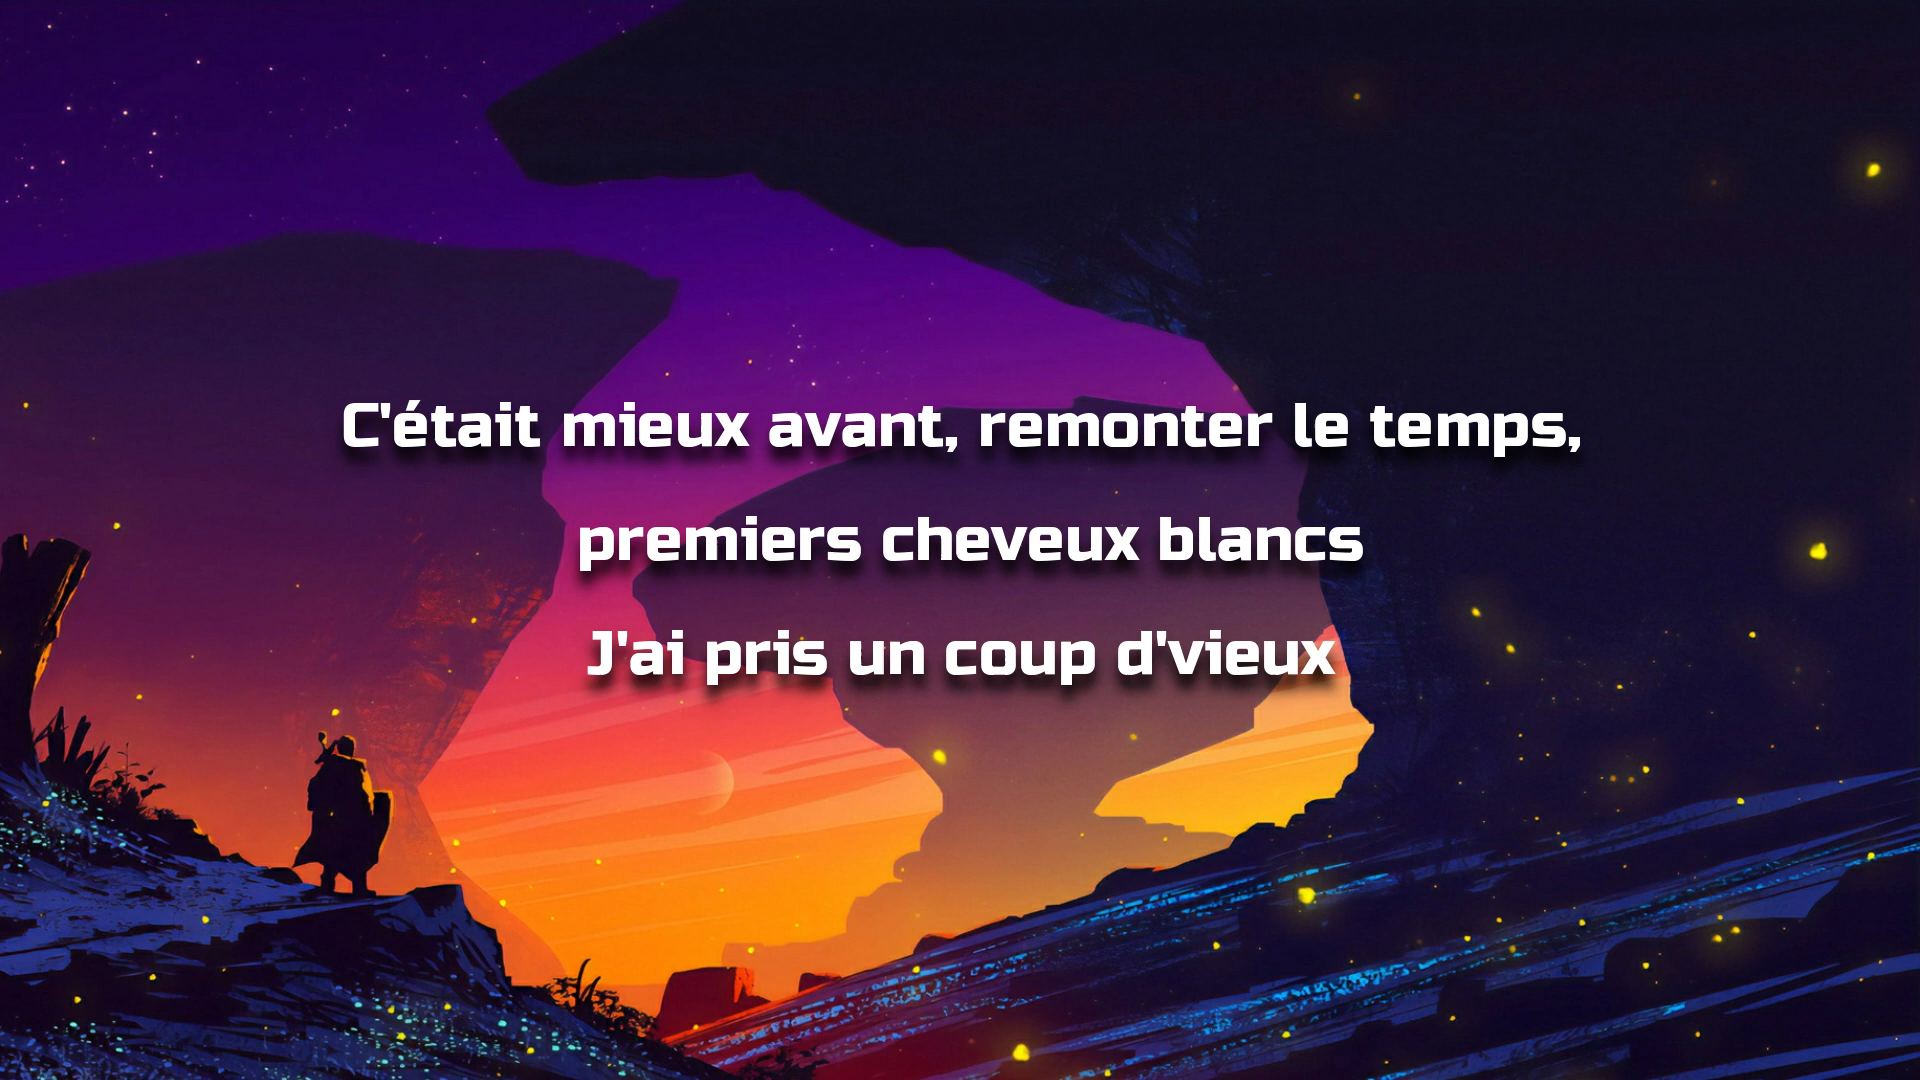 C'était mieux avant, remonter le temps,
premiers cheveux blancs
J'ai pris un coup d'vieux